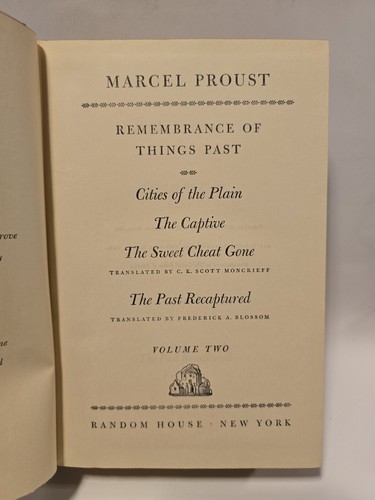 MARCEL PROUST
REMEMBRANCE OF
THINGS PAST
Cities of the Plain
The Captive
The Sweet Cheat Gone
TRANSLATED BY C. K. SCOTT MONCRIEFF
The Past Recaptured
TRANSLATED BY FREDERICK A. BLOSSOM
VOLUME TWO
RANDOM HOUSE · NEW YORK